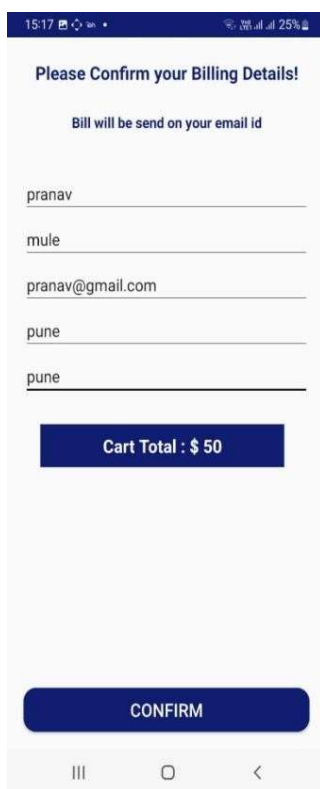 15:17
25%
Please Confirm your Billing Details!
Bill will be send on your email id
pranav
mule
pranav@gmail.com
pune
pune
Cart Total : $ 50
CONFIRM